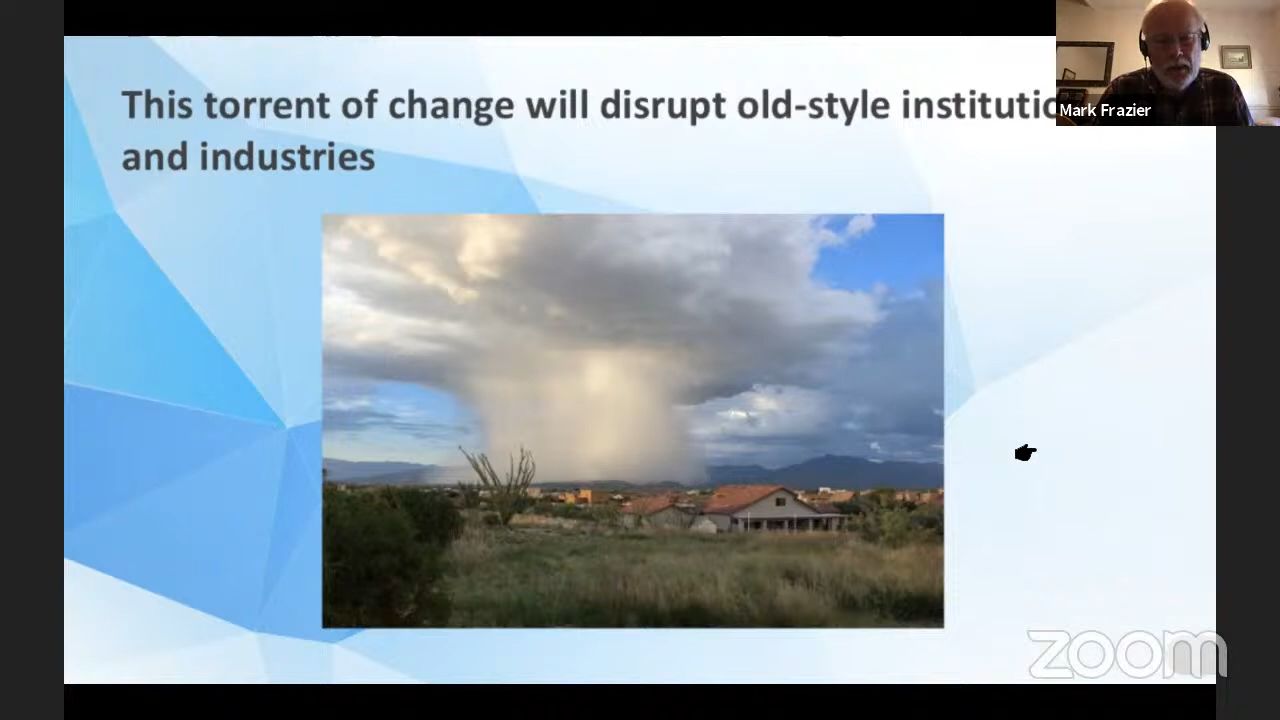 This torrent of change will disrupt old-style institutio
and industries
Mark Frazier
zoom